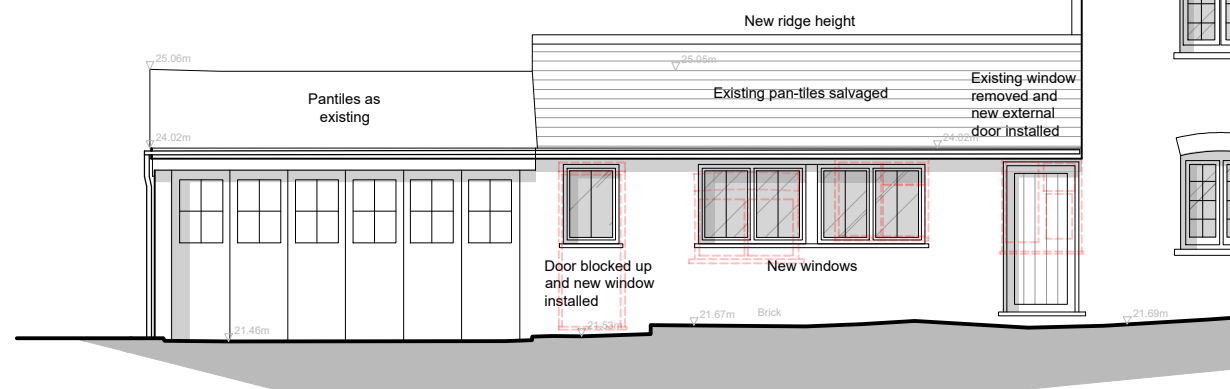 New ridge height
25.06m
25.05m
Existing window
removed and
new external
door installed
Existing pan-tiles salvaged
Pantiles as
existing
24.02m
24.02m
Door blocked up
and new window
installed
New windows
21.46m
21.53m
21.67m
Brick
21.69m